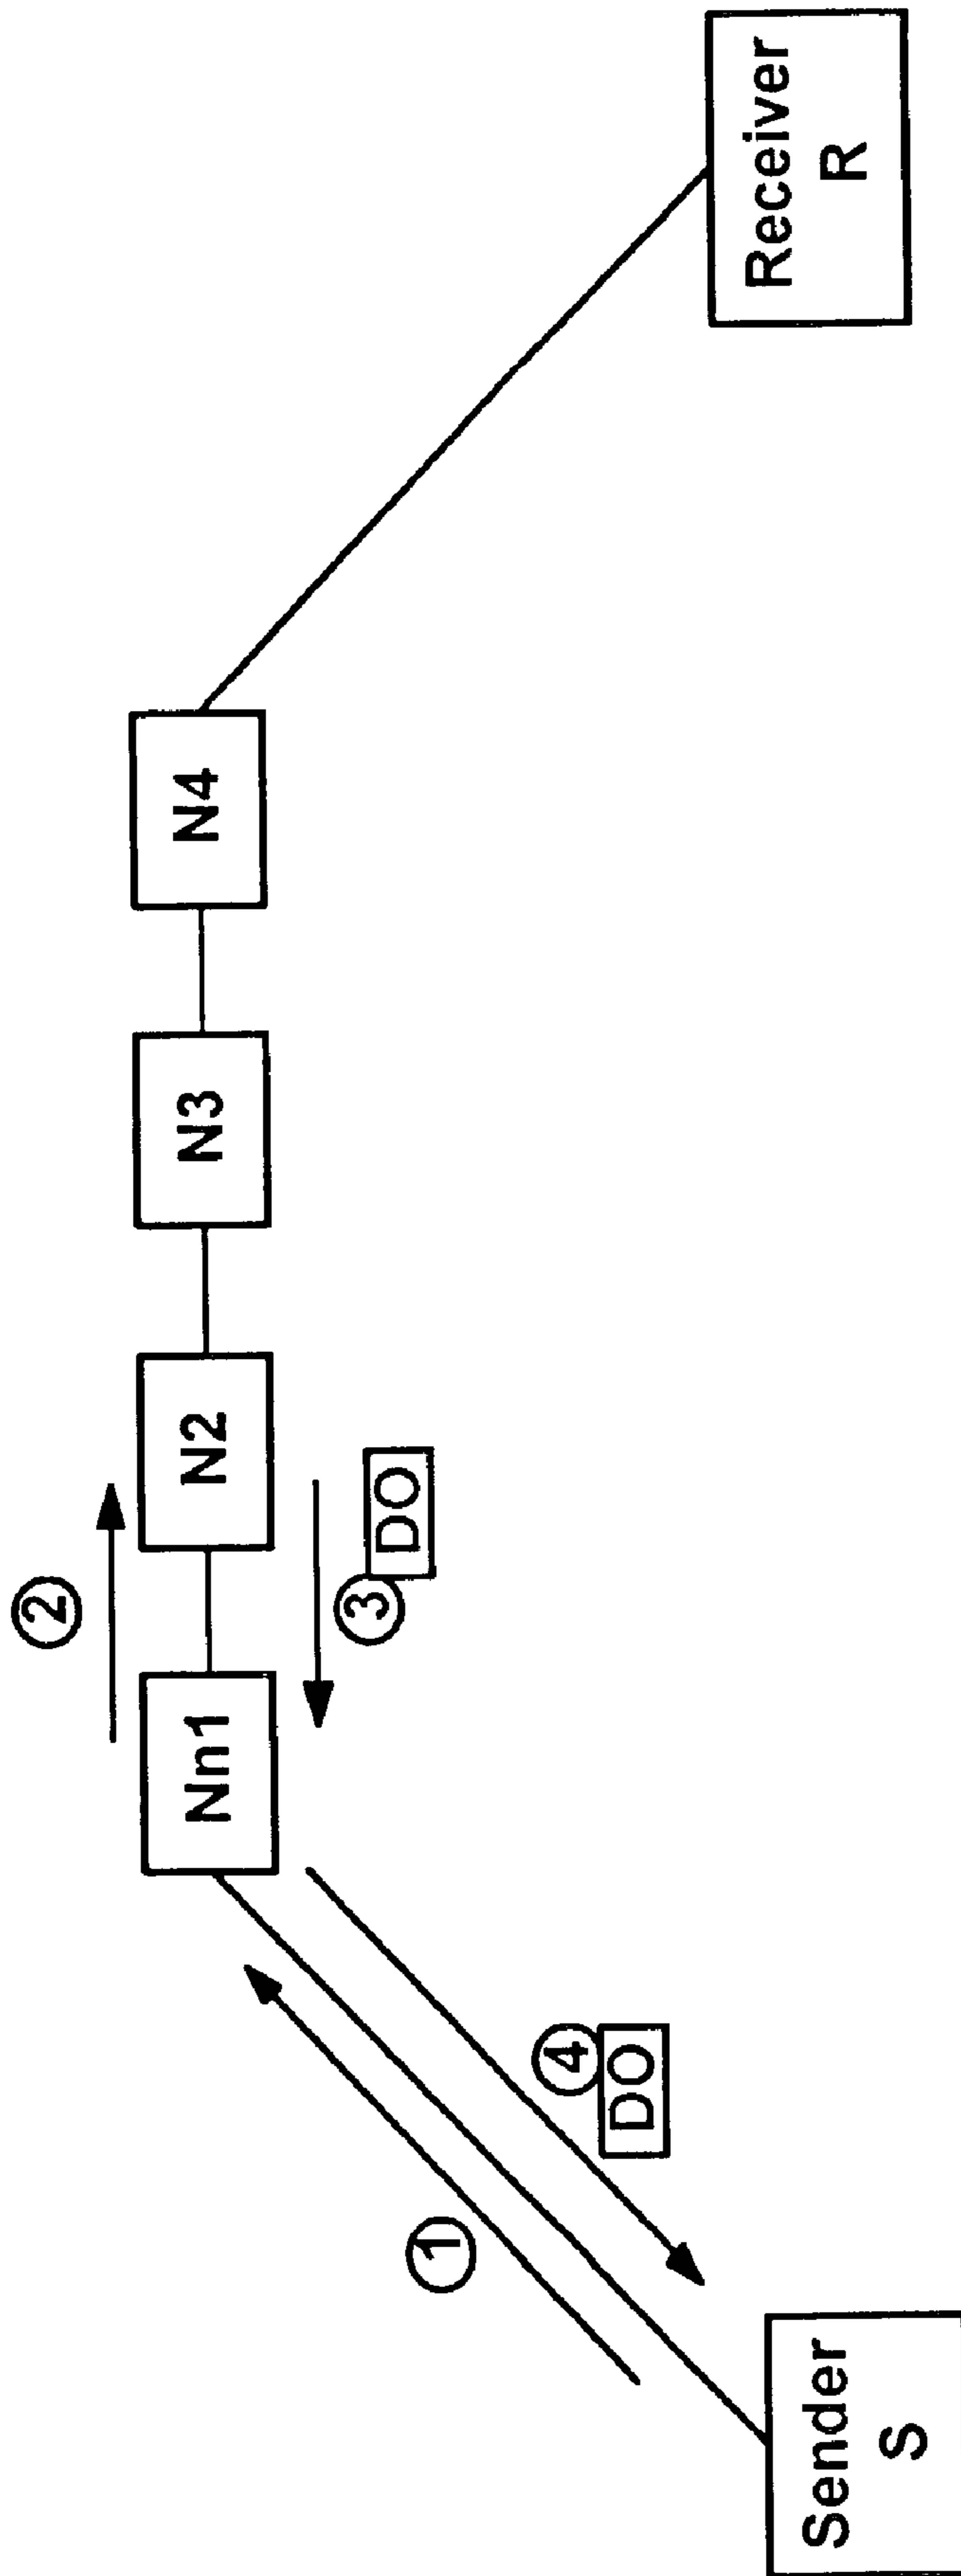 ②
③
DO
Nn1
N2
N3
N4
①
④
DO
Sender
S
Receiver
R